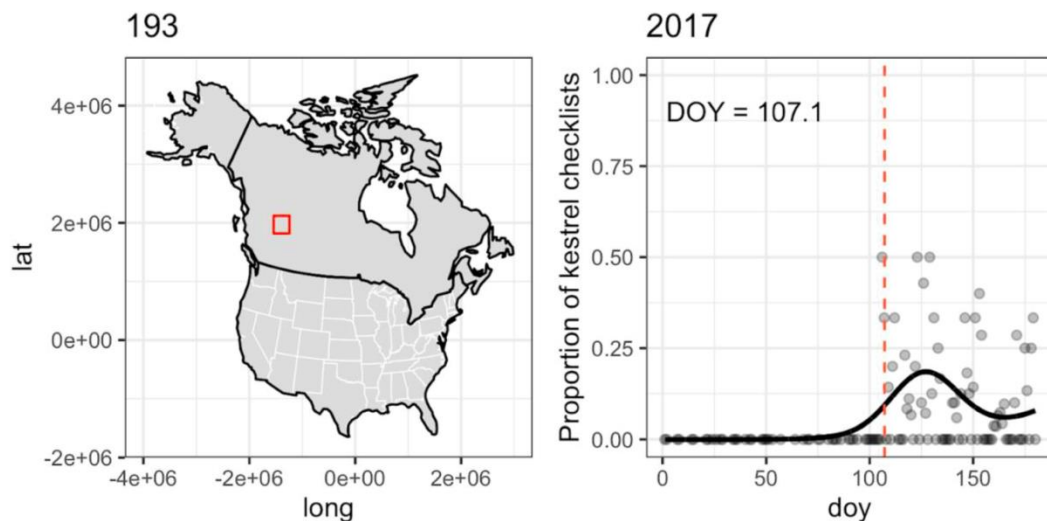 193
4e+06
2e+06
0e+00
-2e+06
lat
-4e+06 -2e+06 0e+00 2e+06
long
2017
DOY = 107.1
1.00
0.75
0.50
0.25
0.00
Proportion of kestrel checklists
0 50 100 150
doy